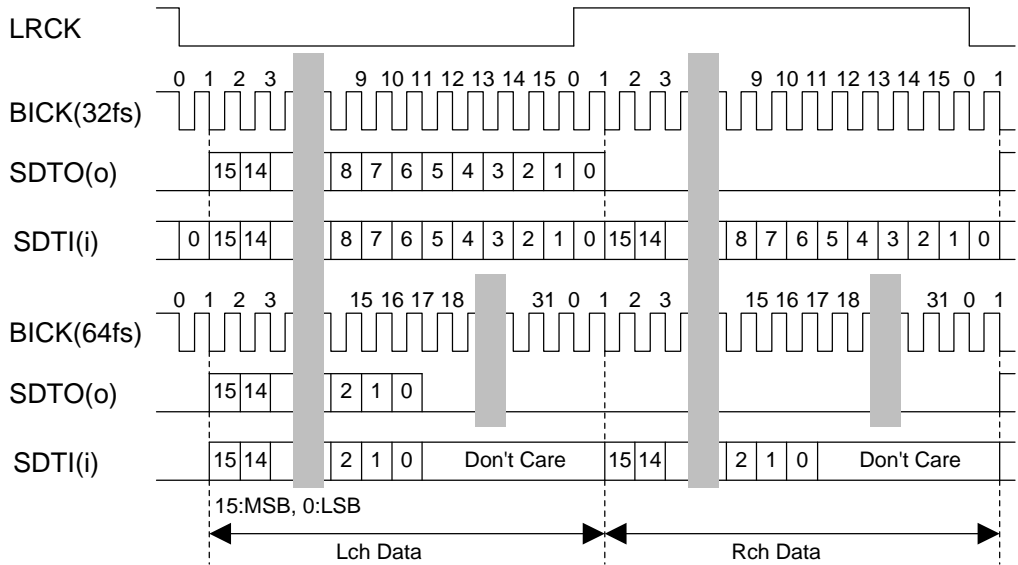 LRCK
0 1 2 3 9 10 11 12 13 14 15 0 1 2 3 9 10 11 12 13 14 15 0 1
BICK(32fs)
SDTO(o) 15 14 8 7 6 5 4 3 2 1 0
SDTI(i) 0 15 14 8 7 6 5 4 3 2 1 0 15 14 8 7 6 5 4 3 2 1 0
0 1 2 3 15 16 17 18 31 0 1 2 3 15 16 17 18 31 0 1
BICK(64fs)
SDTO(o) 15 14 2 1 0
SDTI(i) 15 14 2 1 0 Don't Care 15 14 2 1 0 Don't Care
15:MSB, 0:LSB
Lch Data Rch Data